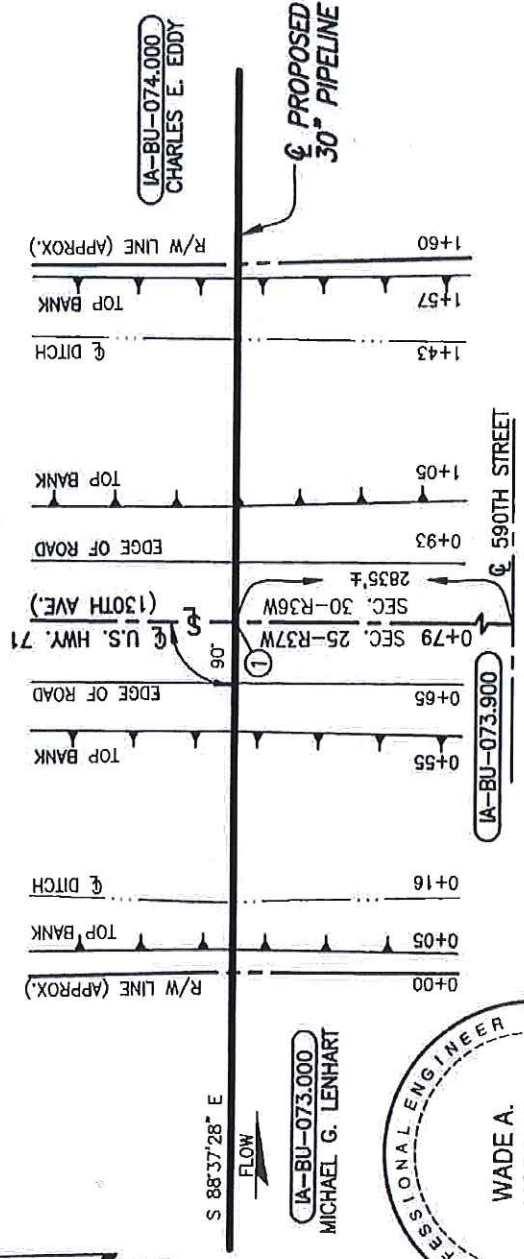 IA-BU-074.000
CHARLES E. EDDY
℄ PROPOSED
30" PIPELINE
R/W LINE (APPROX.)
1+60
TOP BANK
1+57
℄ DITCH
1+43
TOP BANK
1+05
EDGE OF ROAD
0+93
℄ U.S. HWY. 71
(130TH AVE.)
SEC. 30-R36W
0+79 SEC. 25-R37W
2835'±
℄ 590TH STREET
90°
1
EDGE OF ROAD
0+65
TOP BANK
0+55
IA-BU-073.900
℄ DITCH
0+16
TOP BANK
0+05
R/W LINE (APPROX.)
0+00
S 88°37'28" E
FLOW
IA-BU-073.000
MICHAEL G. LENHART
ESSIONAL ENGINEER
WADE A.